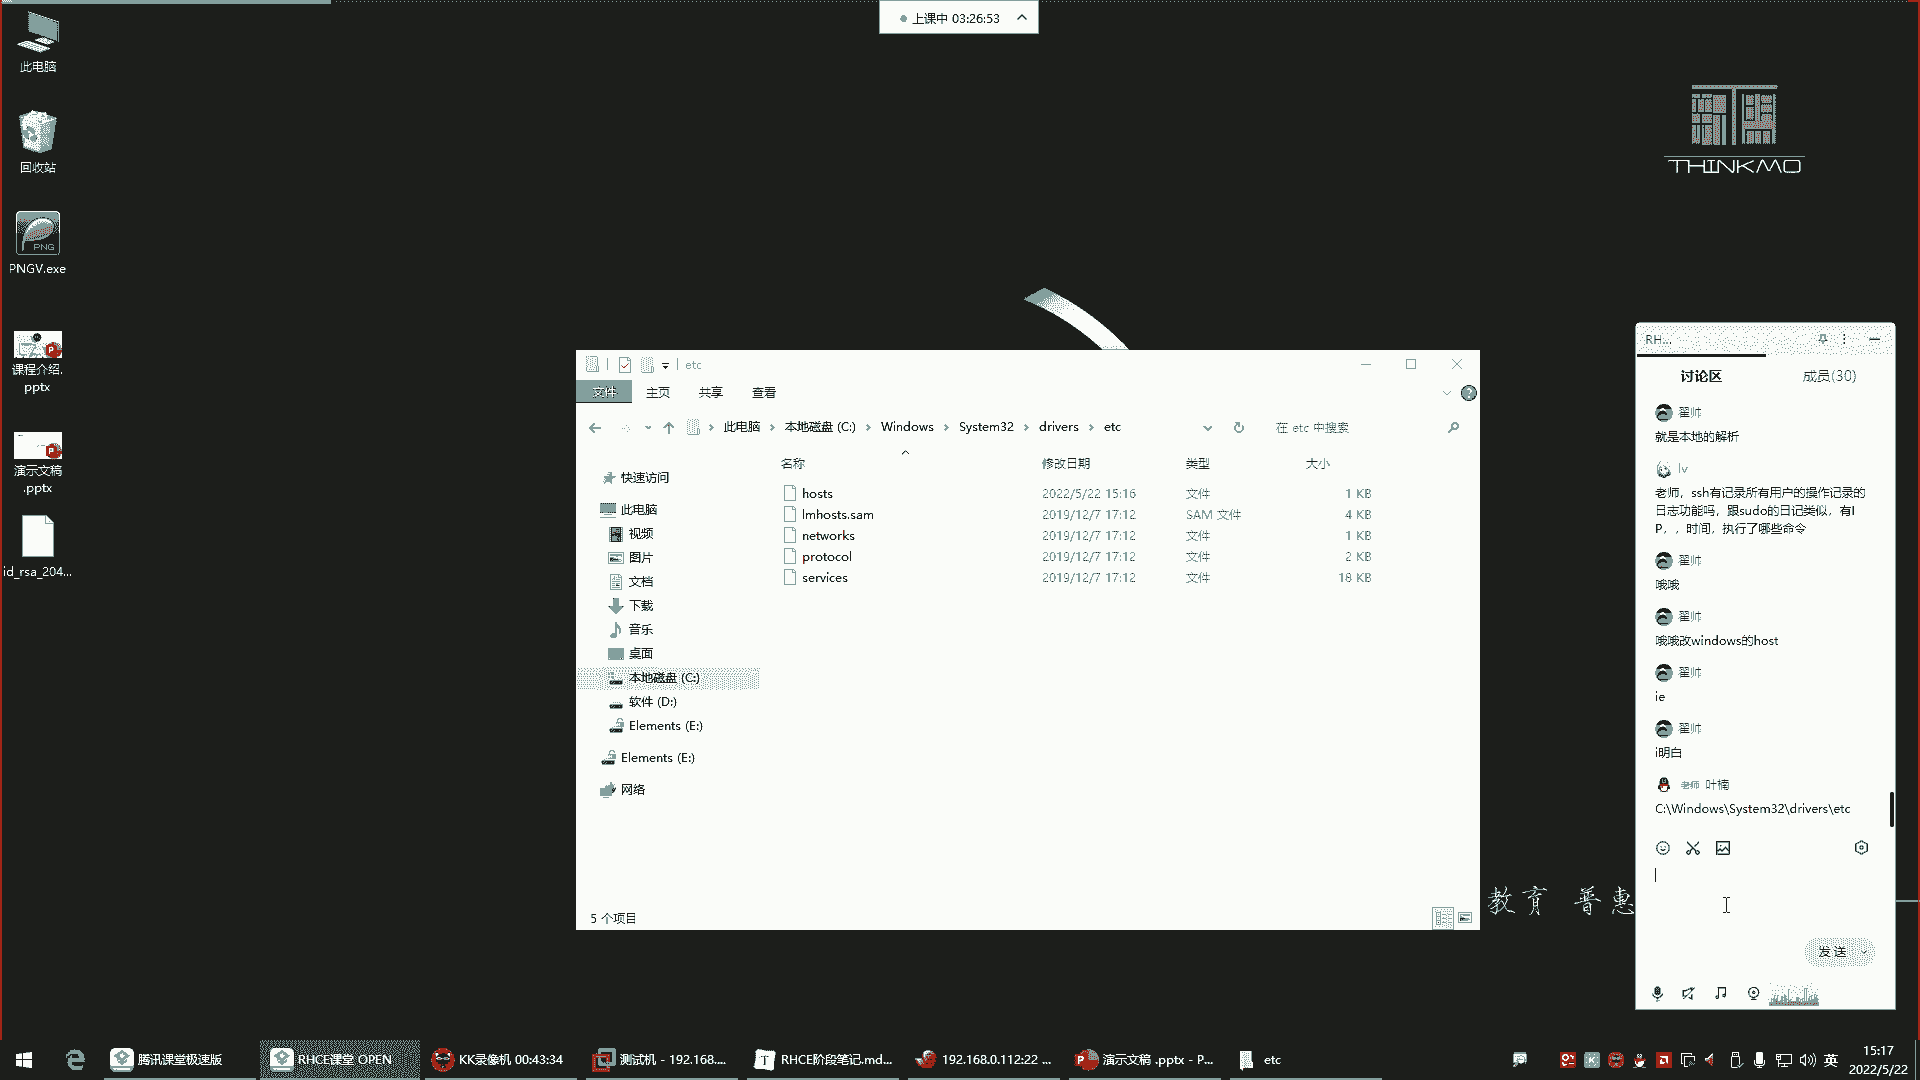 上课中 03:26:53
此电脑
回收站
PNG
PNGV.exe
课程介绍.
pptx
演示文稿
.pptx
id_rsa_204...
THINKMO
etc
文件
主页
共享
查看
此电脑
本地磁盘 (C:)
Windows
System32
drivers
etc
在 etc 中搜索
名称
修改日期
类型
大小
hosts
2022/5/22 15:16
文件
1 KB
lmhosts.sam
2019/12/7 17:12
SAM 文件
4 KB
networks
2019/12/7 17:12
文件
1 KB
protocol
2019/12/7 17:12
文件
2 KB
services
2019/12/7 17:12
文件
18 KB
快速访问
此电脑
视频
图片
文档
下载
音乐
桌面
本地磁盘 (C:)
软件 (D:)
Elements (E:)
Elements (E:)
网络
5 个项目
教育 普惠
RH...
讨论区
成员(30)
翟帅
就是本地的解析
lv
老师，ssh有记录所有用户的操作记录的
日志功能吗，跟sudo的日记类似，有I
P，，时间，执行了哪些命令
翟帅
哦哦
翟帅
哦哦改windows的host
翟帅
ie
翟帅
i明白
老师 叶楠
C:\Windows\System32\drivers\etc
发送
腾讯课堂极速版
RHCE课堂 OPEN
KK录像机 00:43:34
测试机 - 192.168....
RHCE阶段笔记.md...
192.168.0.112:22 ...
演示文稿 .pptx - P...
etc
英
15:17
2022/5/22